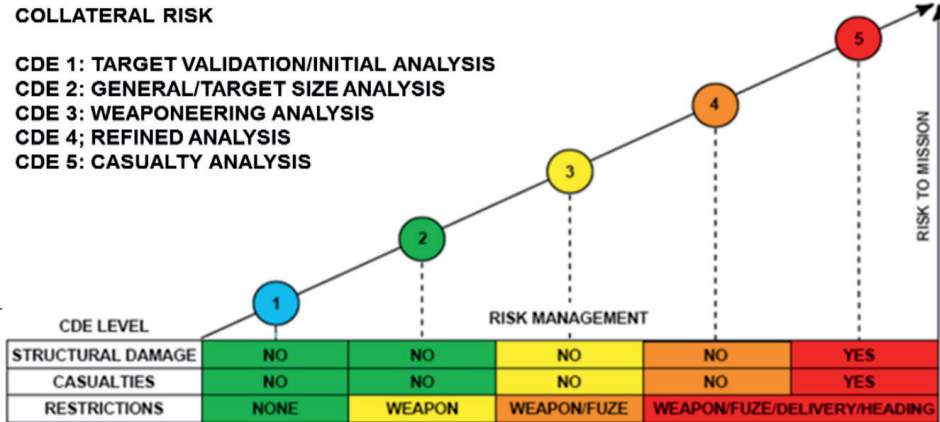 COLLATERAL RISK
CDE 1: TARGET VALIDATION/INITIAL ANALYSIS
CDE 2: GENERAL/TARGET SIZE ANALYSIS
CDE 3: WEAPONEERING ANALYSIS
CDE 4; REFINED ANALYSIS
CDE 5: CASUALTY ANALYSIS
5
4
3
2
1
RISK TO MISSION
CDE LEVEL
RISK MANAGEMENT
STRUCTURAL DAMAGE NO NO NO NO YES
CASUALTIES NO NO NO NO YES
RESTRICTIONS NONE WEAPON WEAPON/FUZE WEAPON/FUZE/DELIVERY/HEADING